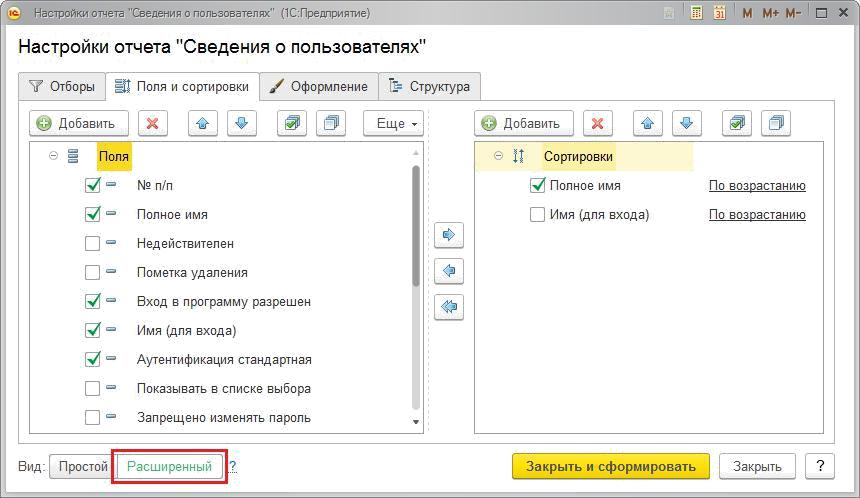 Настройки отчета "Сведения о пользователях" (1С:Предприятие)
31 M M+ M-
Настройки отчета "Сведения о пользователях"
Отборы Поля и сортировки Оформление Структура
Добавить Еще Добавить
Поля Сортировки
№ п/п Полное имя По возрастанию
Полное имя Имя (для входа) По возрастанию
Недействителен
Пометка удаления
Вход в программу разрешен
Имя (для входа)
Аутентификация стандартная
Показывать в списке выбора
Запрещено изменять пароль
Вид: Простой Расширенный ? Закрыть и сформировать Закрыть ?